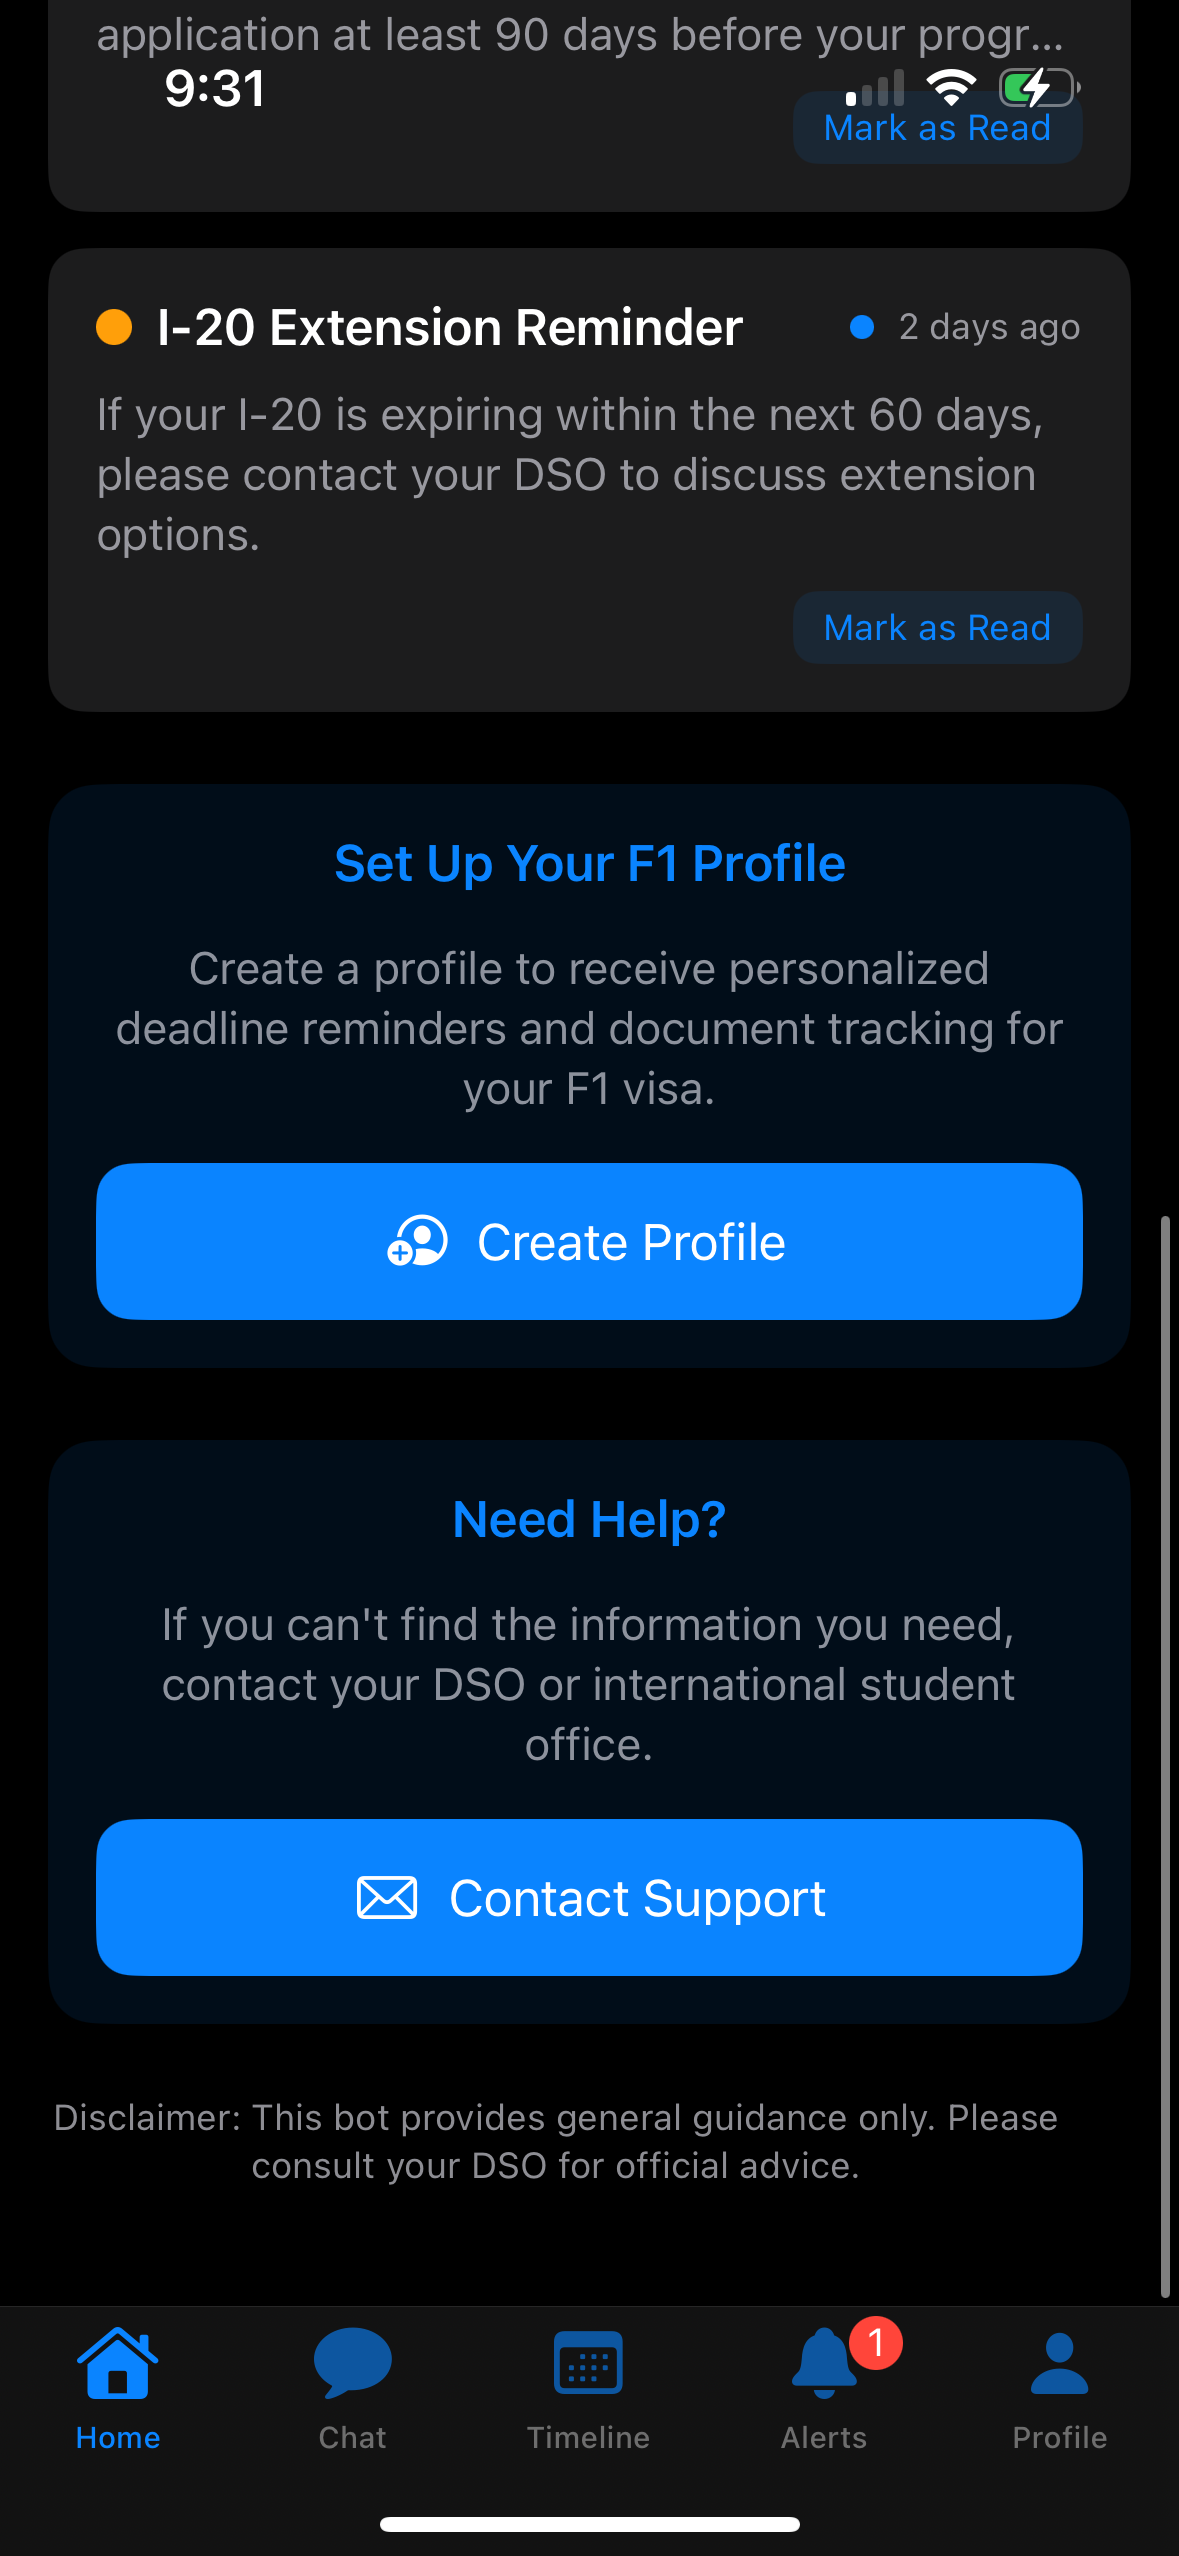 application at least 90 days before your progr...
9:31
Mark as Read
I-20 Extension Reminder
2 days ago
If your I-20 is expiring within the next 60 days,
please contact your DSO to discuss extension
options.
Mark as Read
Set Up Your F1 Profile
Create a profile to receive personalized
deadline reminders and document tracking for
your F1 visa.
Create Profile
Need Help?
If you can't find the information you need,
contact your DSO or international student
office.
Contact Support
Disclaimer: This bot provides general guidance only. Please
consult your DSO for official advice.
1
Home
Chat
Timeline
Alerts
Profile